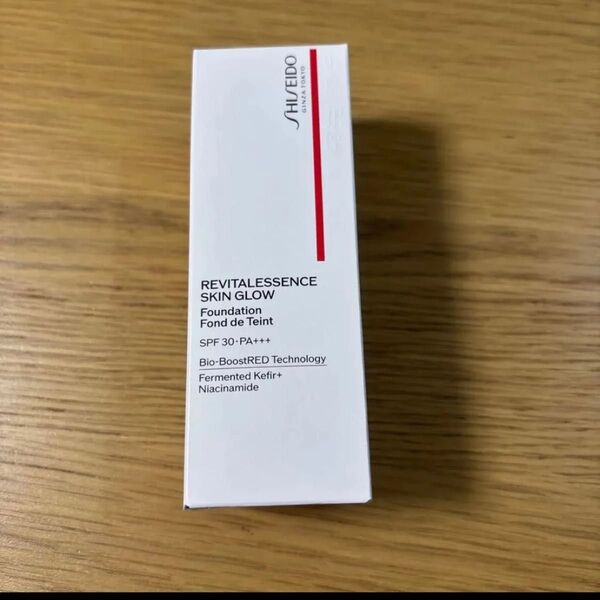 SHISEIDO
GINZA TOKYO
REVITALESSENCE
SKIN GLOW
Foundation
Fond de Teint
SPF 30·PA+++
Bio-BoostRED Technology
Fermented Kefir+
Niacinamide